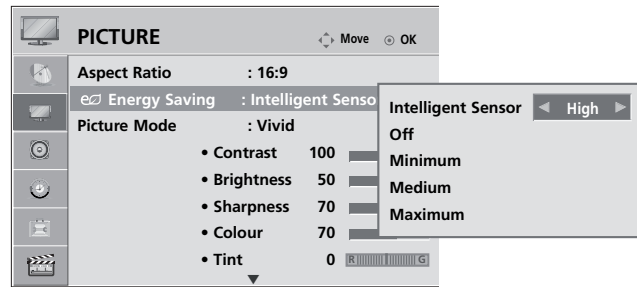 PICTURE
Move OK
Aspect Ratio : 16:9
e Energy Saving : Intelligent Senso
Picture Mode : Vivid
• Contrast 100
• Brightness 50
• Sharpness 70
• Colour 70
• Tint 0 R G
Intelligent Sensor High
Off
Minimum
Medium
Maximum